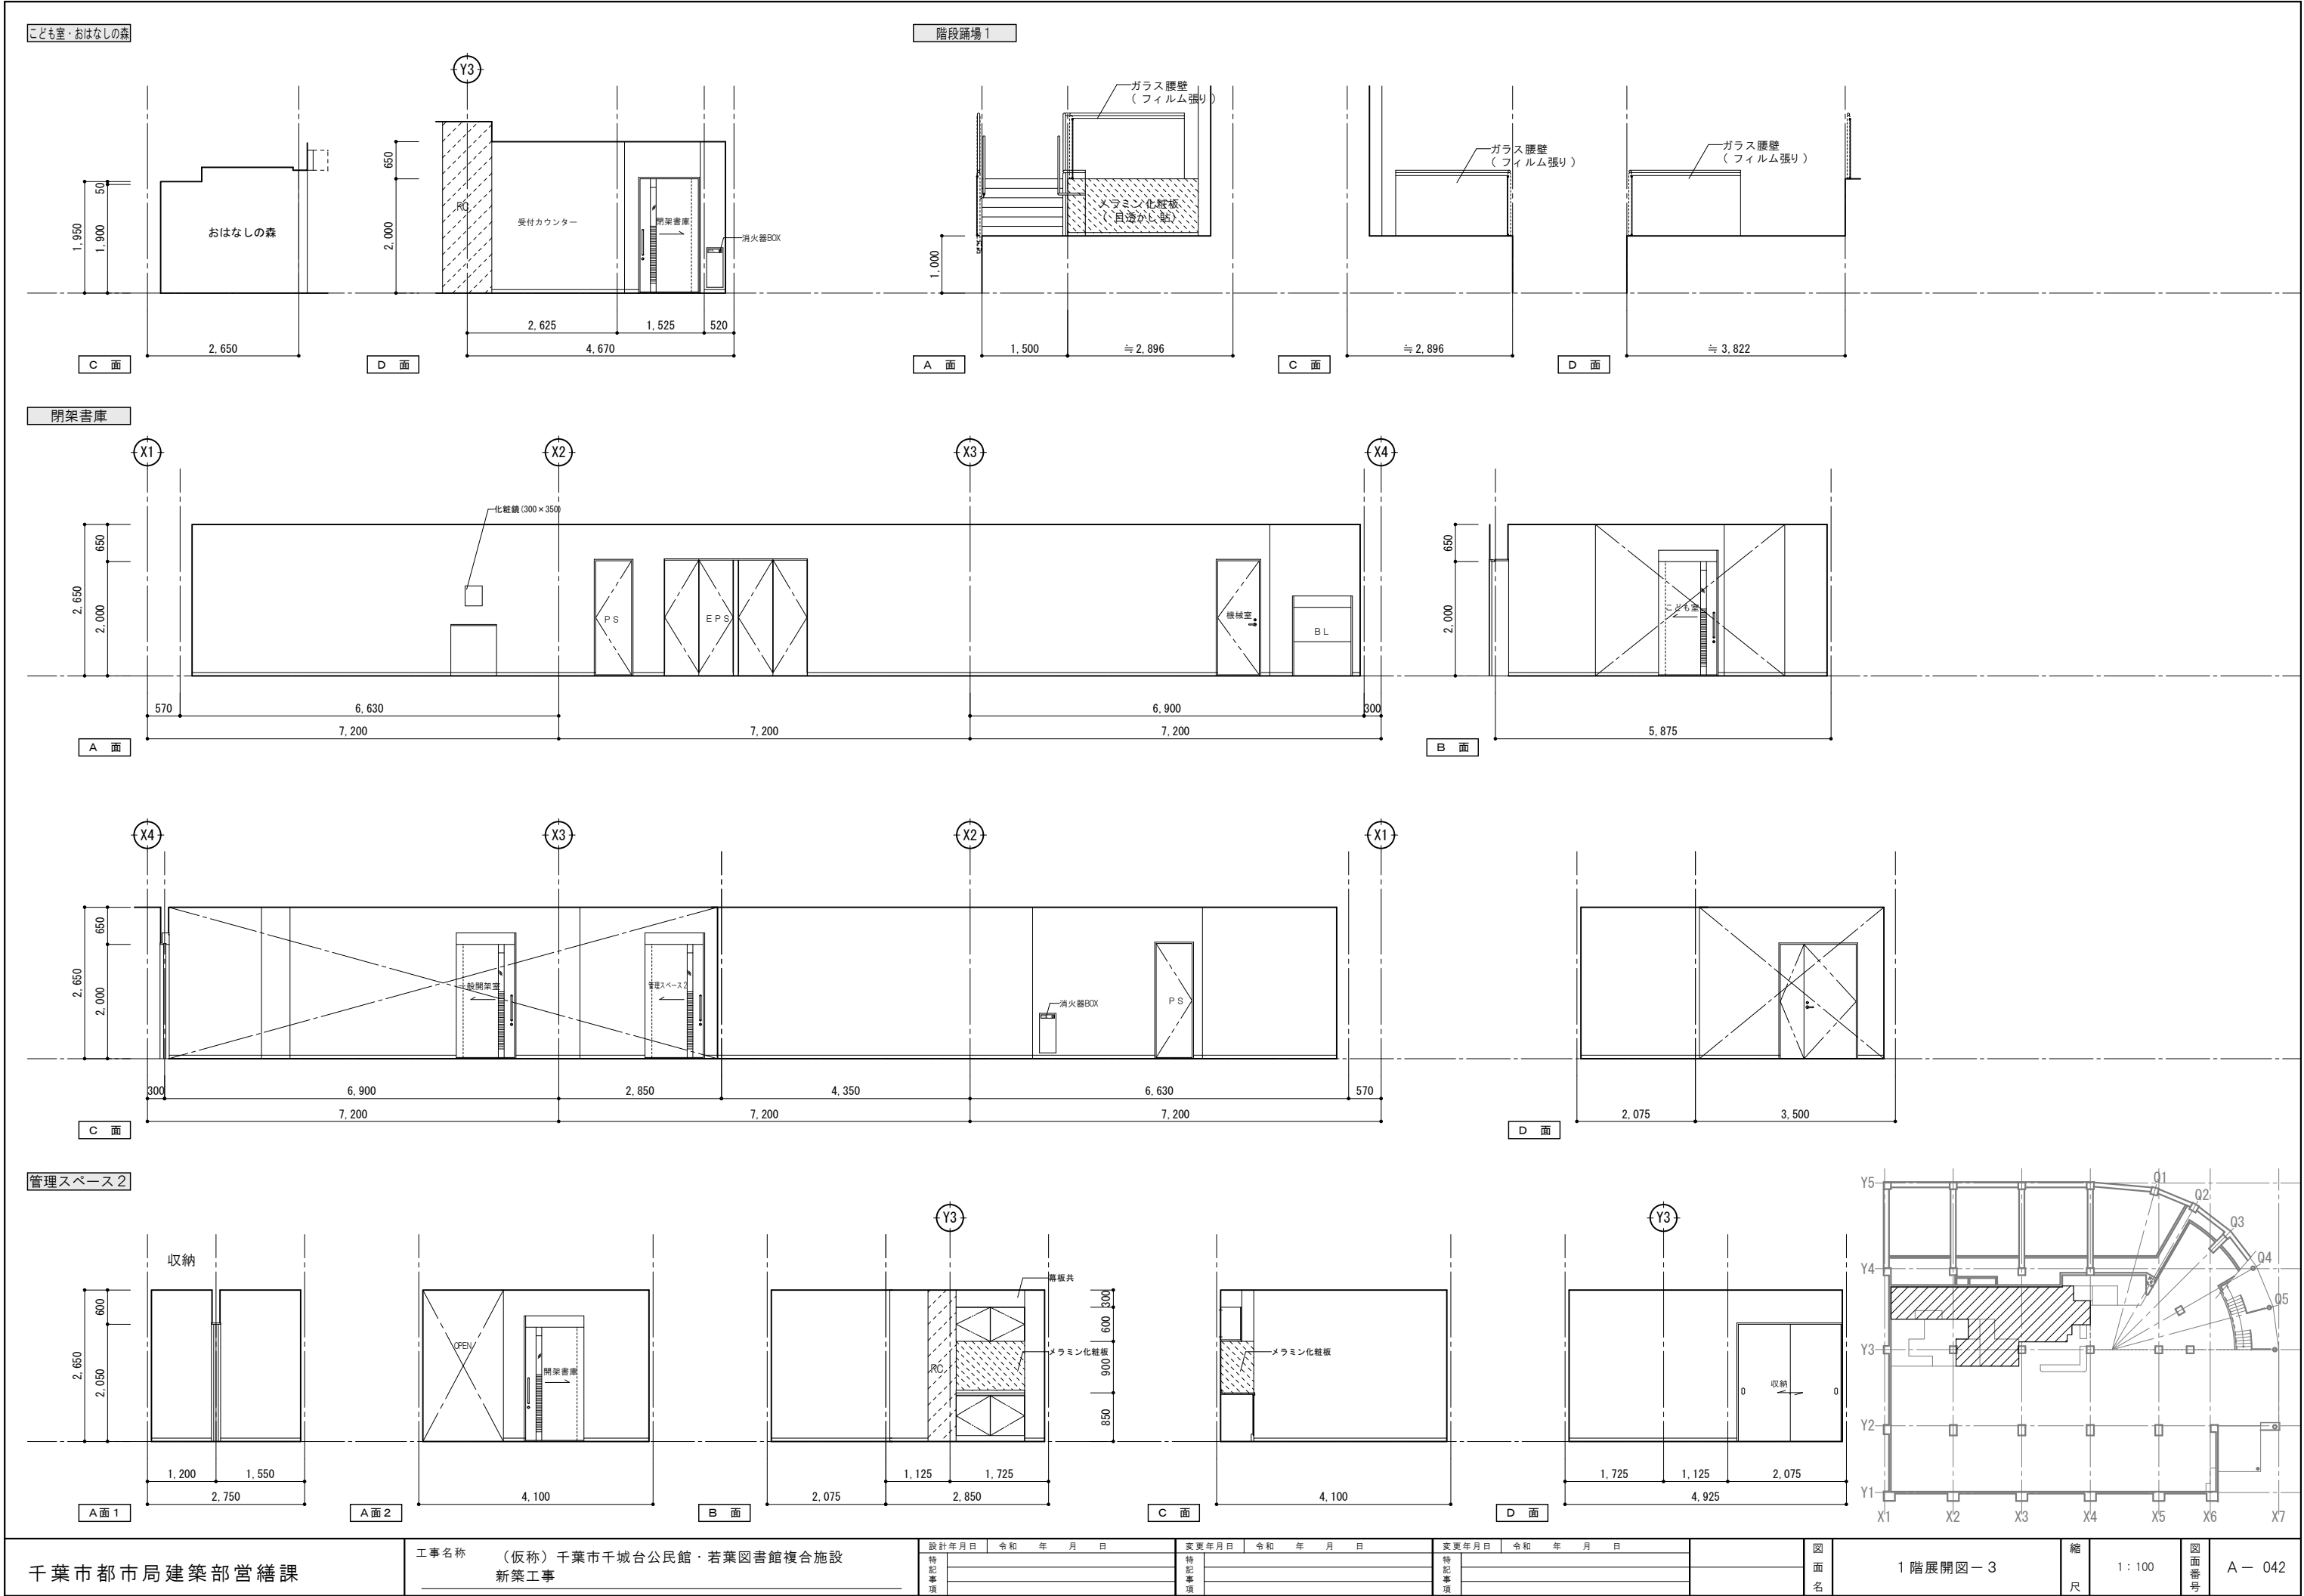 こども室・おはなしの森
Y3
650
2,000
50
1,950
1,900
おはなしの森
RC
受付カウンター
閉架書庫
消火器BOX
2,625
1,525
520
2,650
4,670
C 面
D 面
階段踊場1
ガラス腰壁
(フィルム張り)
メラミン化粧板
(目透かし貼)
1,000
1,500
≒2,896
A 面
ガラス腰壁
(フィルム張り)
≒2,896
C 面
ガラス腰壁
(フィルム張り)
≒3,822
D 面
閉架書庫
X1
X2
X3
X4
化粧鏡(300×350)
650
2,650
2,000
PS
EPS
機械室
BL
570
6,630
6,900
300
7,200
7,200
7,200
A 面
650
2,000
こども室
5,875
B 面
X4
X3
X2
X1
650
2,650
2,000
一般開架室
管理スペース2
消火器BOX
PS
300
6,900
2,850
4,350
6,630
570
7,200
7,200
7,200
C 面
2,075
3,500
D 面
管理スペース2
収納
600
2,650
2,050
1,200
1,550
2,750
A面1
OPEN
開架書庫
4,100
A面2
Y3
幕板共
RC
メラミン化粧板
300
600
900
850
1,125
1,725
2,075
2,850
B 面
メラミン化粧板
4,100
C 面
Y3
収納
1,725
1,125
2,075
4,925
D 面
Y5
Y4
Y3
Y2
Y1
Q1
Q2
Q3
Q4
Q5
X1
X2
X3
X4
X5
X6
X7
千葉市都市局建築部営繕課
工事名称
(仮称)千葉市千城台公民館・若葉図書館複合施設
新築工事
設計年月日 令和 年 月 日
特記事項
変更年月日 令和 年 月 日
特記事項
変更年月日 令和 年 月 日
特記事項
図面名
1階展開図-3
縮尺
1:100
図面番号
A- 042